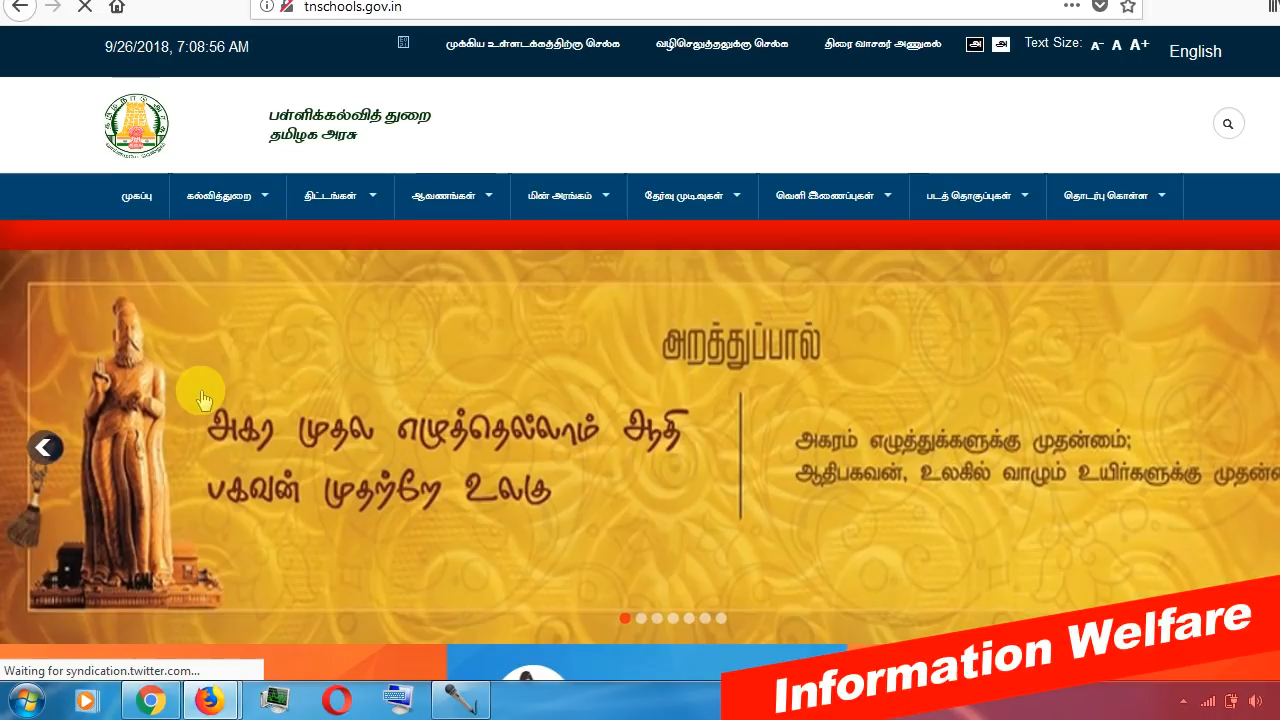 tnschools.gov.in
9/26/2018, 7:08:56 AM
முக்கிய உள்ளடக்கத்திற்கு செல்க
வழிசெலுத்தலுக்கு செல்க
திரை வாசகர் அணுகல்
அ
அ
Text Size: A- A A+
English
பள்ளிக்கல்வித் துறை
தமிழக அரசு
முகப்பு
கல்வித்துறை
திட்டங்கள்
ஆவணங்கள்
மின் அரங்கம்
தேர்வு முடிவுகள்
வெளி இணைப்புகள்
படத் தொகுப்புகள்
தொடர்பு கொள்ள
அறத்துப்பால்
அகர முதல எழுத்தெல்லாம் ஆதி
பகவன் முதற்றே உலகு
அகரம் எழுத்துக்களுக்கு முதன்மை;
ஆதிபகவன், உலகில் வாழும் உயிர்களுக்கு
Information Welfare
Waiting for syndication.twitter.com...